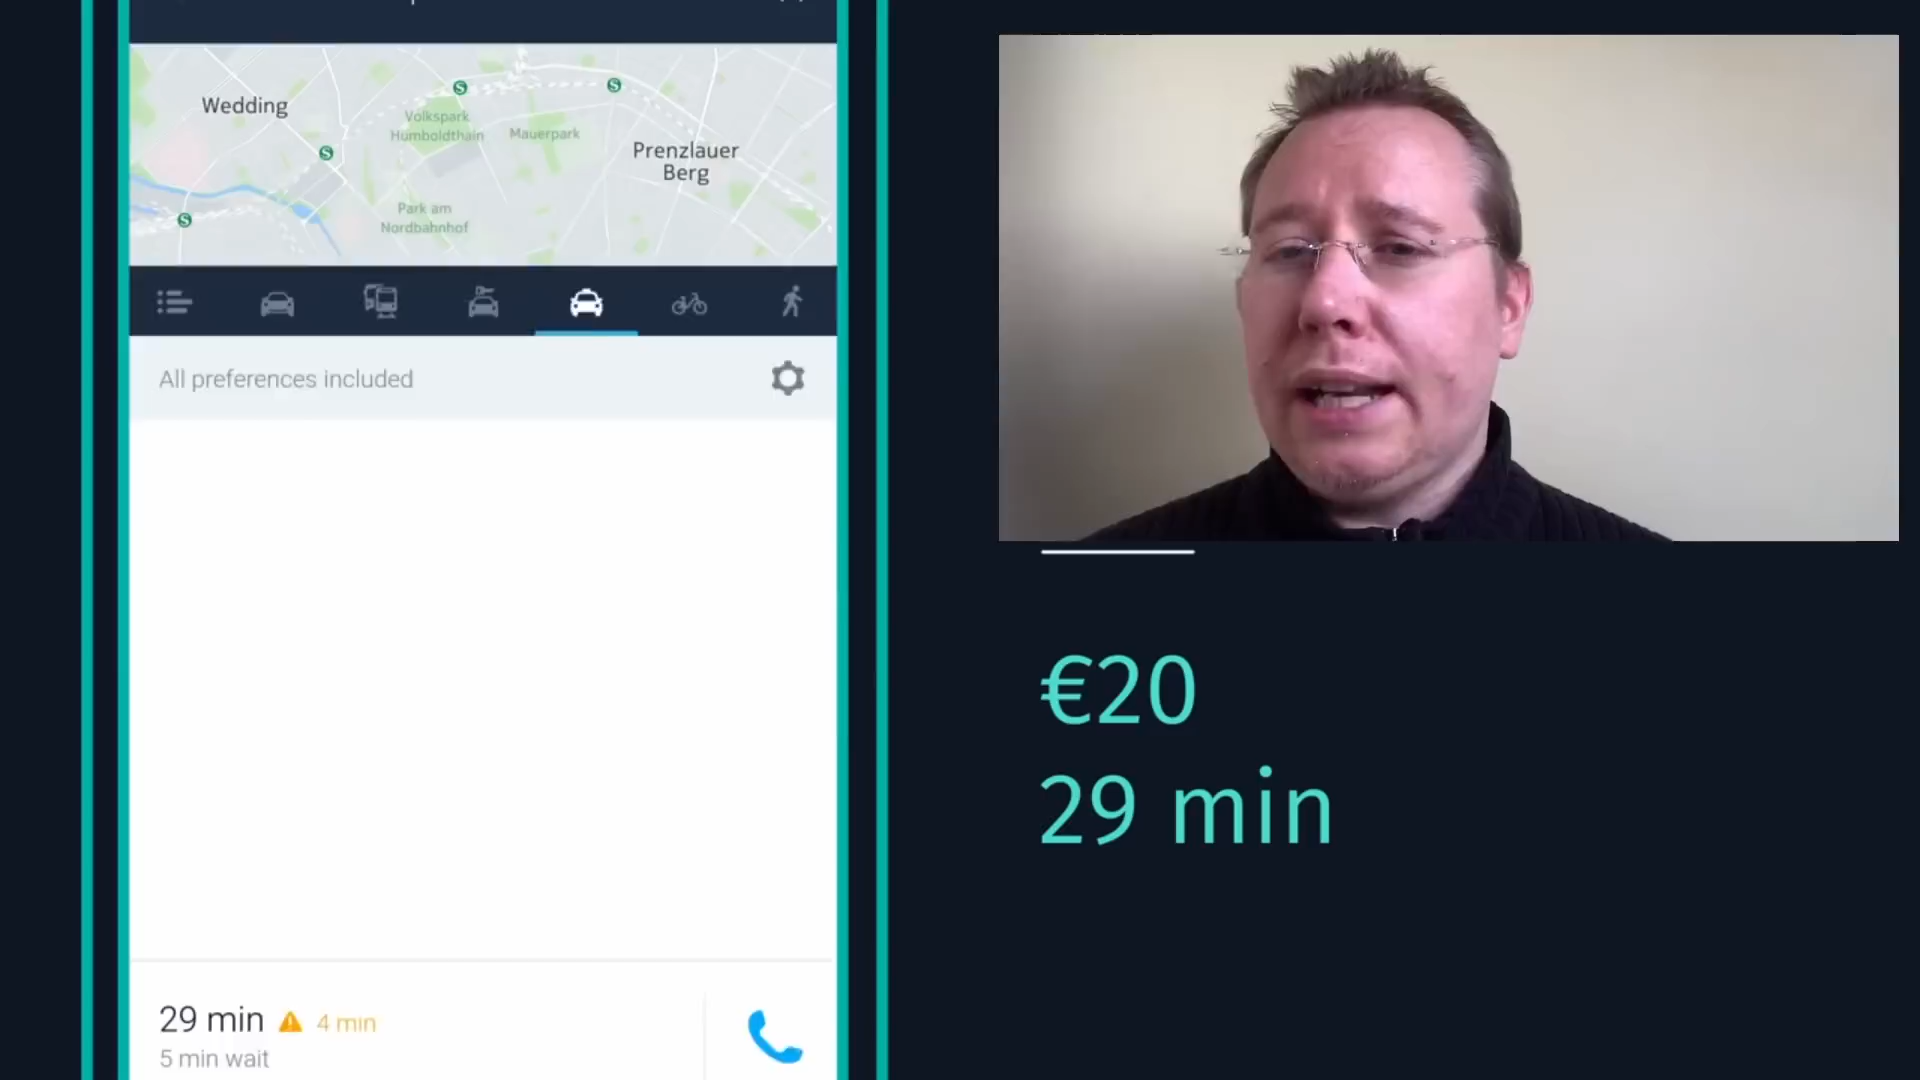 Wedding
S
S
Volkspark
Humboldthain
Mauerpark
S
Prenzlauer
Berg
S
Park am
Nordbahnhof
All preferences included
29 min 4 min
5 min wait
€20
29 min